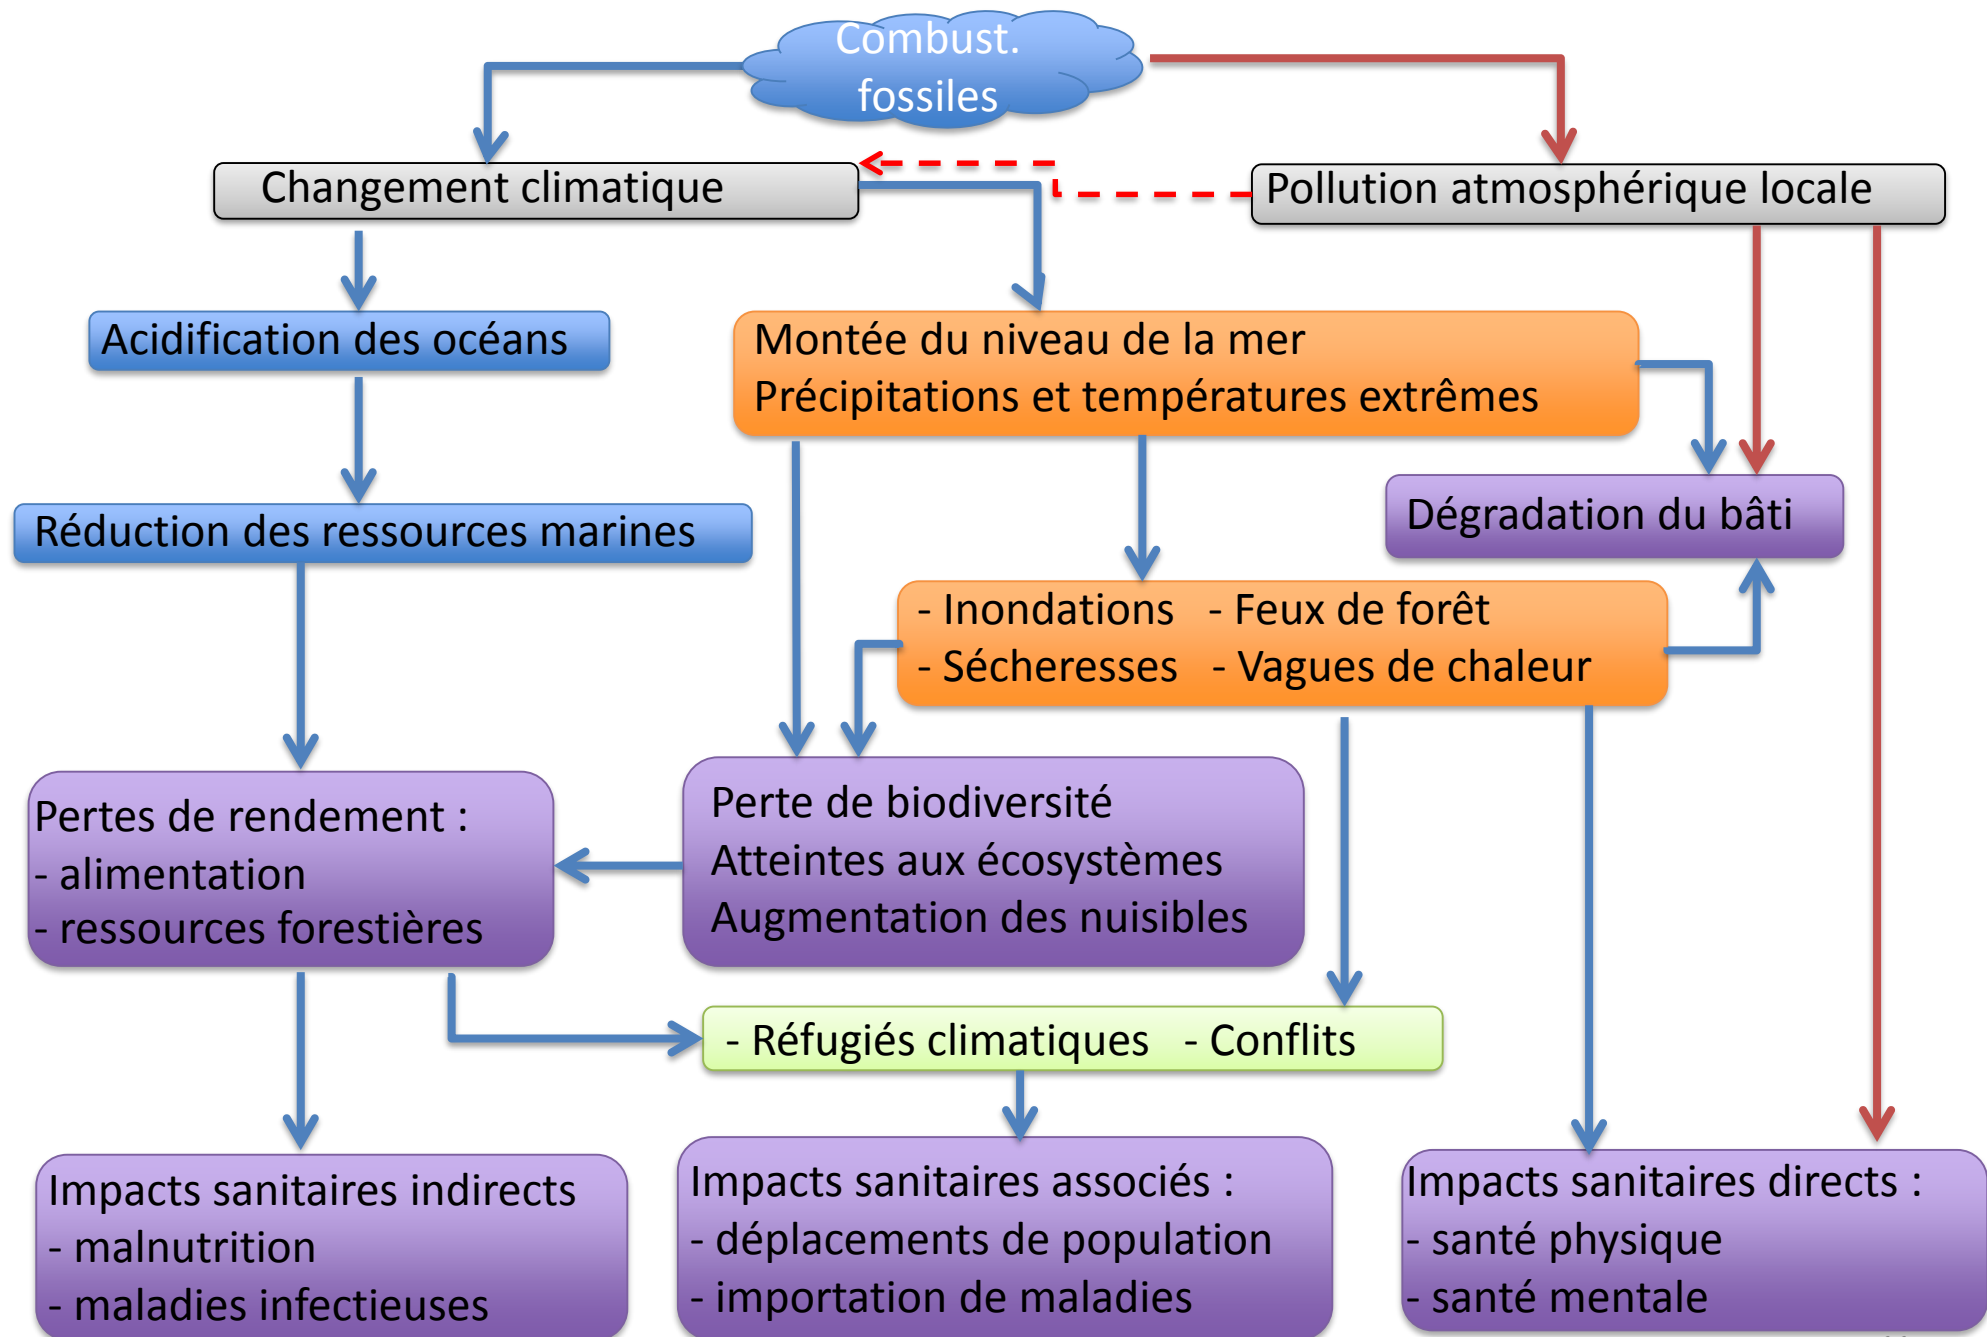 Combust.
fossiles
Changement climatique
Pollution atmosphérique locale
Acidification des océans
Montée du niveau de la mer
Précipitations et températures extrêmes
Réduction des ressources marines
Dégradation du bâti
- Inondations - Feux de forêt
- Sécheresses - Vagues de chaleur
Pertes de rendement :
- alimentation
- ressources forestières
Perte de biodiversité
Atteintes aux écosystèmes
Augmentation des nuisibles
- Réfugiés climatiques - Conflits
Impacts sanitaires indirects
- malnutrition
- maladies infectieuses
Impacts sanitaires associés :
- déplacements de population
- importation de maladies
Impacts sanitaires directs :
- santé physique
- santé mentale